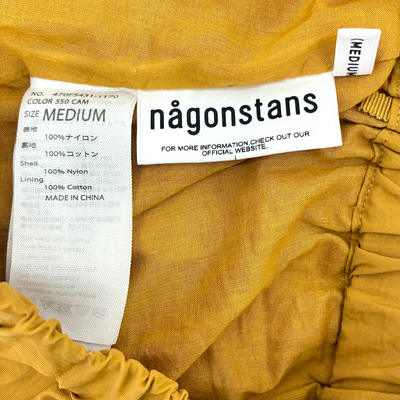 NO. 470FS431-1170
COLOR 550 CAM
SIZE MEDIUM
表地
100%ナイロン
裏地
100%コットン
Shell
100% Nylon
Lining
100% Cotton
MADE IN CHINA
någonstans
FOR MORE INFORMATION,CHECK OUT OUR
OFFICIAL WEBSITE.
(MEDIUM